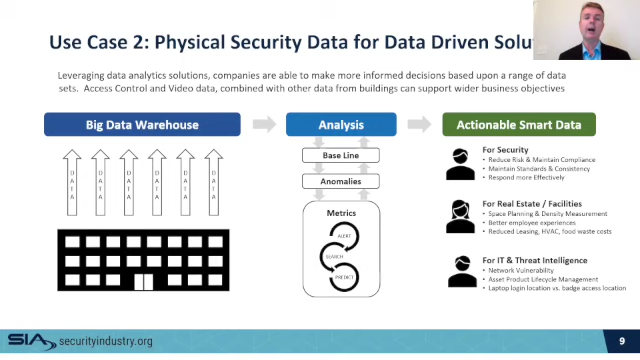 Use Case 2: Physical Security Data for Data Driven
Leveraging data analytics solutions, companies are able to make more informed decisions based upon a range of data
sets. Access Control and Video data, combined with other data from buildings can support wider business objectives
Big Data Warehouse
Analysis
Actionable Smart Data
DATA
DATA
DATA
DATA
DATA
DATA
Base Line
Anomalies
Metrics
ALERT
SEARCH
PREDICT
For Security
• Reduce Risk & Maintain Compliance
• Maintain Standards & Consistency
• Respond more Effectively
For Real Estate / Facilities
• Space Planning & Density Measurement
• Better employee experiences
• Reduced Leasing, HVAC, food waste costs
For IT & Threat Intelligence
• Network Vulnerability
• Asset Product Lifecycle Management
• Laptop login location vs. badge access location
SIA securityindustry.org
9